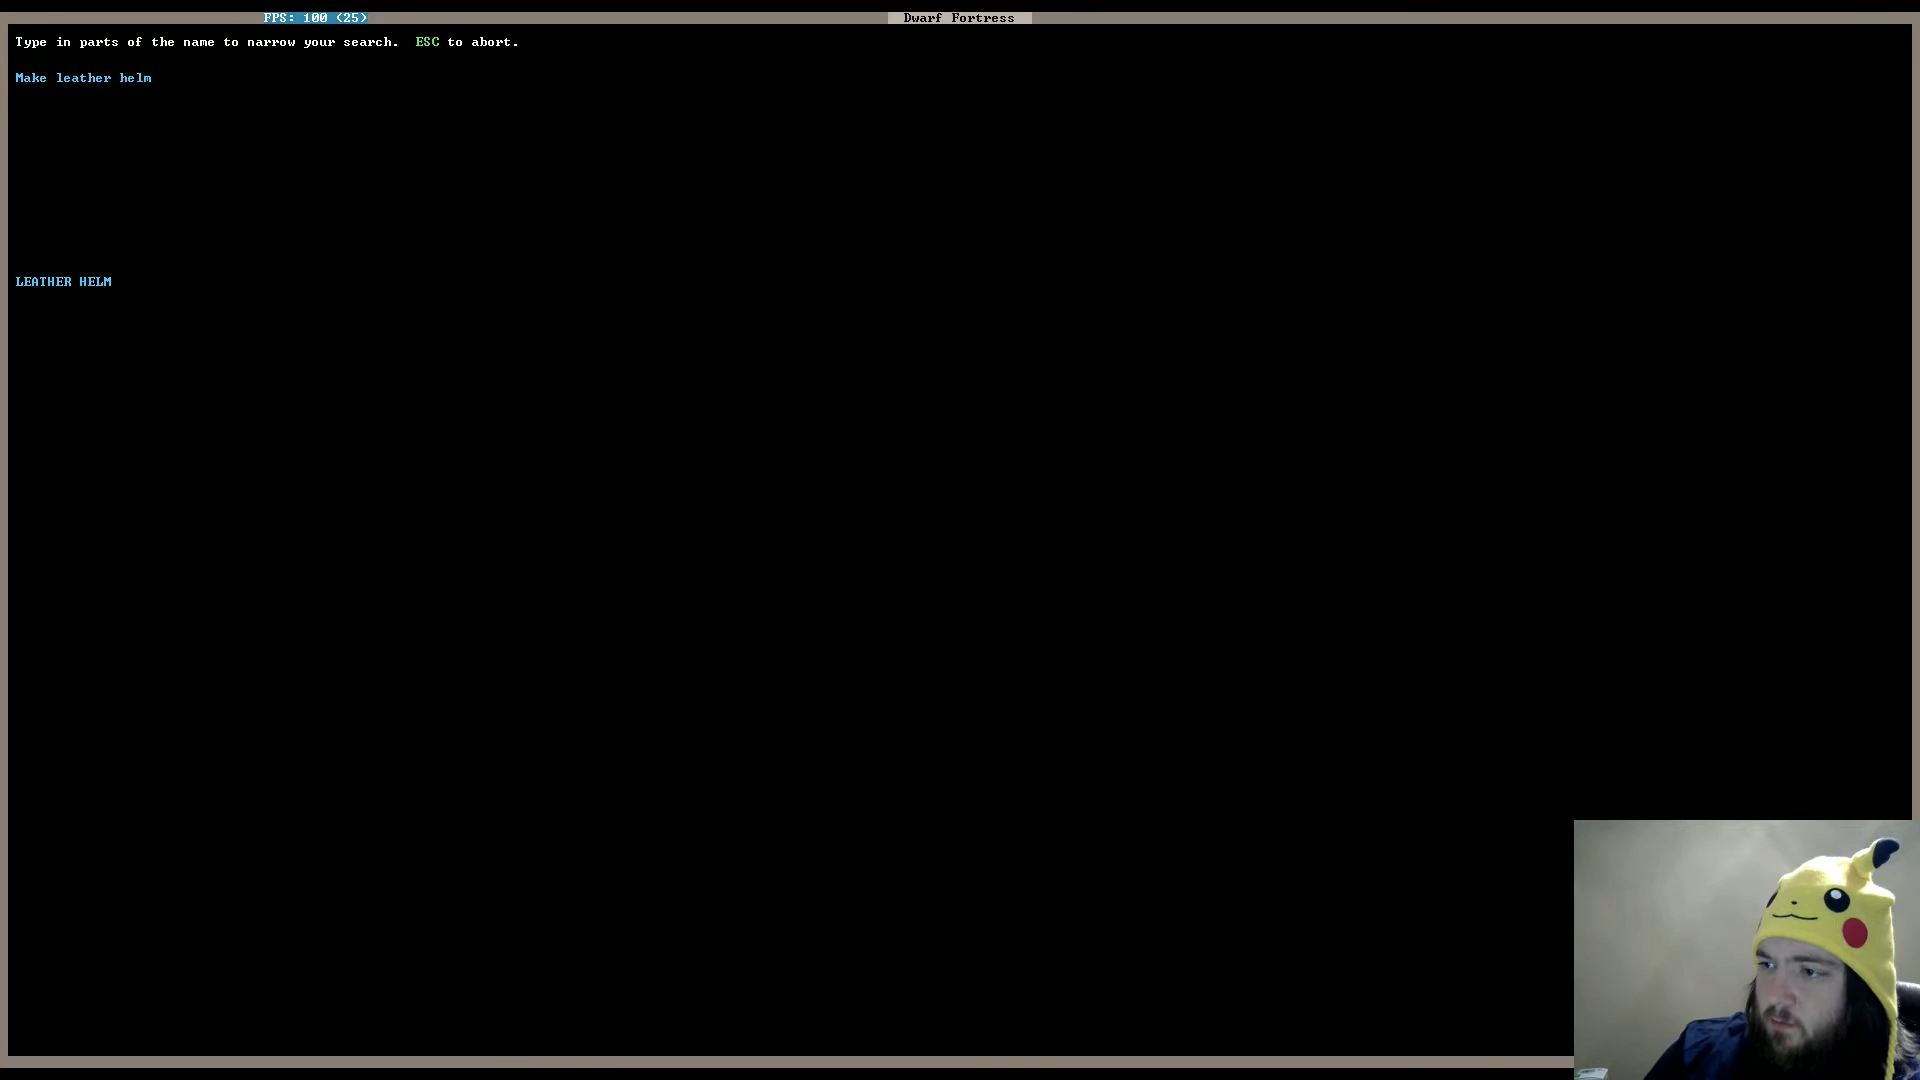 FPS: 100 (25)
Dwarf Fortress
Type in parts of the name to narrow your search.  ESC to abort.
Make leather helm
LEATHER HELM